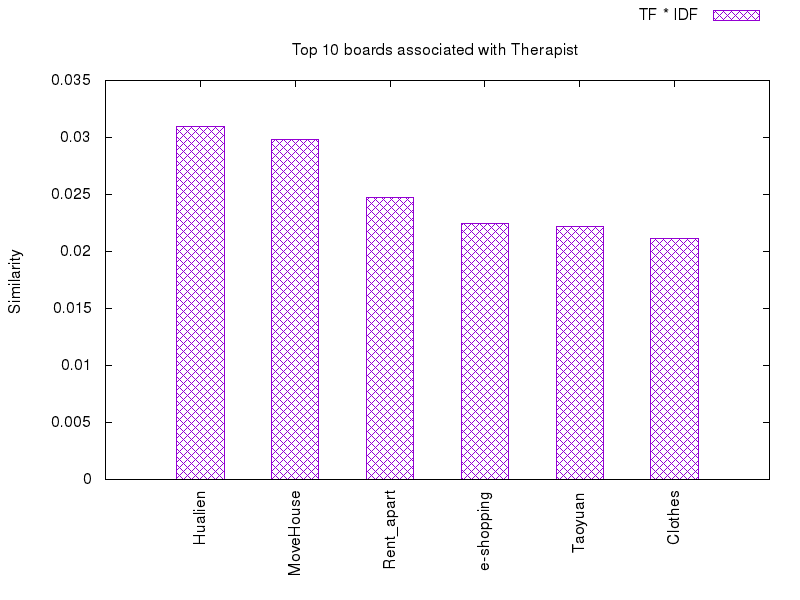 TF * IDF
Top 10 boards associated with Therapist
0.035
0.03
0.025
0.02
0.015
0.01
0.005
0
Similarity
Hualien
MoveHouse
Rent_apart
e-shopping
Taoyuan
Clothes